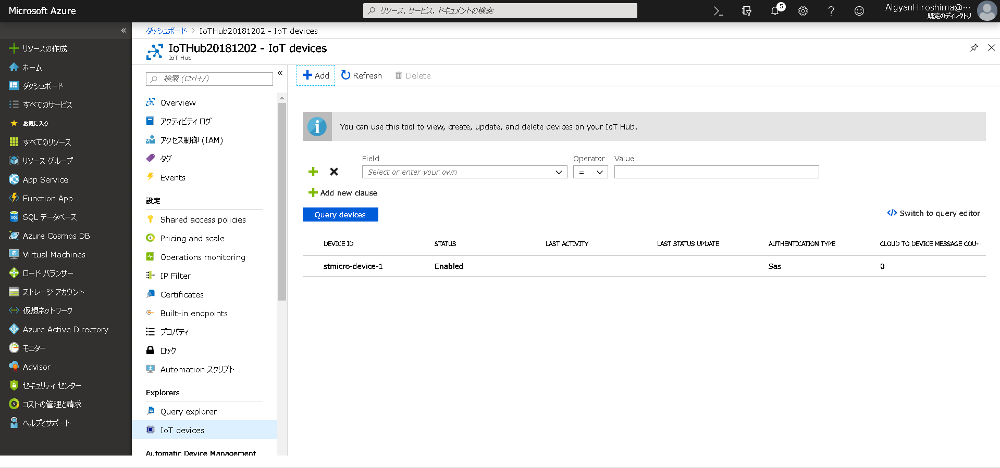 Microsoft Azure
リソース、サービス、ドキュメントの検索
5
AlgyanHiroshima@···
既定のディレクトリ
«
リソースの作成
ホーム
ダッシュボード
すべてのサービス
お気に入り
すべてのリソース
リソース グループ
App Service
Function App
SQL データベース
Azure Cosmos DB
Virtual Machines
ロード バランサー
ストレージ アカウント
仮想ネットワーク
Azure Active Directory
モニター
Advisor
セキュリティ センター
コストの管理と請求
ヘルプとサポート
ダッシュボード > IoTHub20181202 - IoT devices
IoTHub20181202 - IoT devices
IoT Hub
検索 (Ctrl+/)
«
Overview
アクティビティ ログ
アクセス制御 (IAM)
タグ
Events
設定
Shared access policies
Pricing and scale
Operations monitoring
IP Filter
Certificates
Built-in endpoints
プロパティ
ロック
Automation スクリプト
Explorers
Query explorer
IoT devices
Automatic Device Management
Add Refresh Delete
You can use this tool to view, create, update, and delete devices on your IoT Hub.
Field Operator Value
Select or enter your own =
Add new clause
Query devices
Switch to query editor
DEVICE ID STATUS LAST ACTIVITY LAST STATUS UPDATE AUTHENTICATION TYPE CLOUD TO DEVICE MESSAGE COU···
stmicro-device-1 Enabled Sas 0